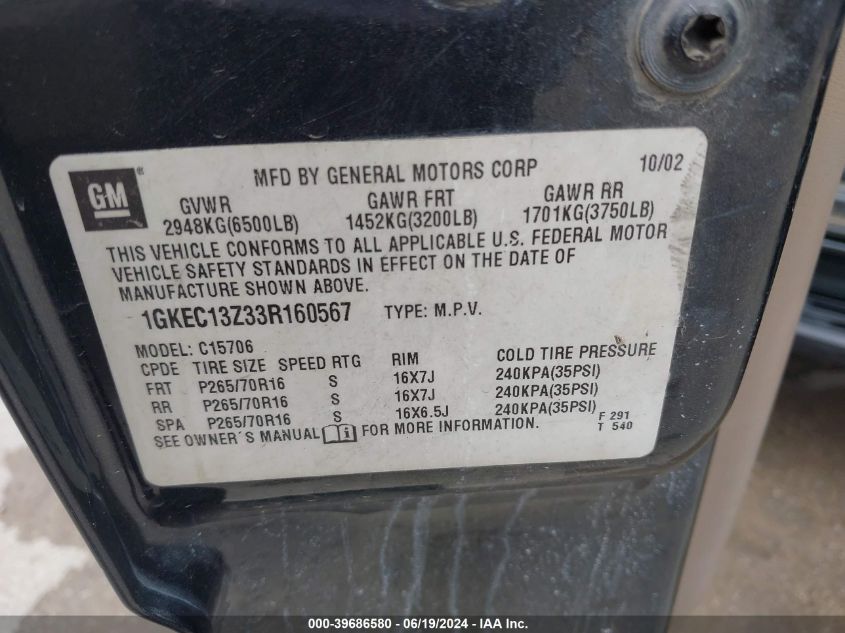 GM®
MFD BY GENERAL MOTORS CORP 10/02
GVWR GAWR FRT GAWR RR
2948KG(6500LB) 1452KG(3200LB) 1701KG(3750LB)
THIS VEHICLE CONFORMS TO ALL APPLICABLE U.S. FEDERAL MOTOR
VEHICLE SAFETY STANDARDS IN EFFECT ON THE DATE OF
MANUFACTURE SHOWN ABOVE.
1GKEC13Z33R160567 TYPE: M.P.V.
MODEL: C15706
CPDE TIRE SIZE SPEED RTG RIM COLD TIRE PRESSURE
FRT P265/70R16 S 16X7J 240KPA(35PSI)
RR P265/70R16 S 16X7J 240KPA(35PSI)
SPA P265/70R16 S 16X6.5J 240KPA(35PSI)
SEE OWNER´S MANUAL FOR MORE INFORMATION.
F 291
T 540
000-39686580 - 06/19/2024 - IAA, Inc.